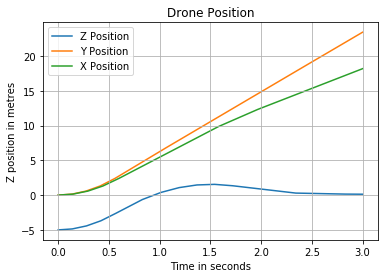 Drone Position
Z Position
Y Position
X Position
Z position in metres
20
15
10
5
0
−5
0.0 0.5 1.0 1.5 2.0 2.5 3.0
Time in seconds